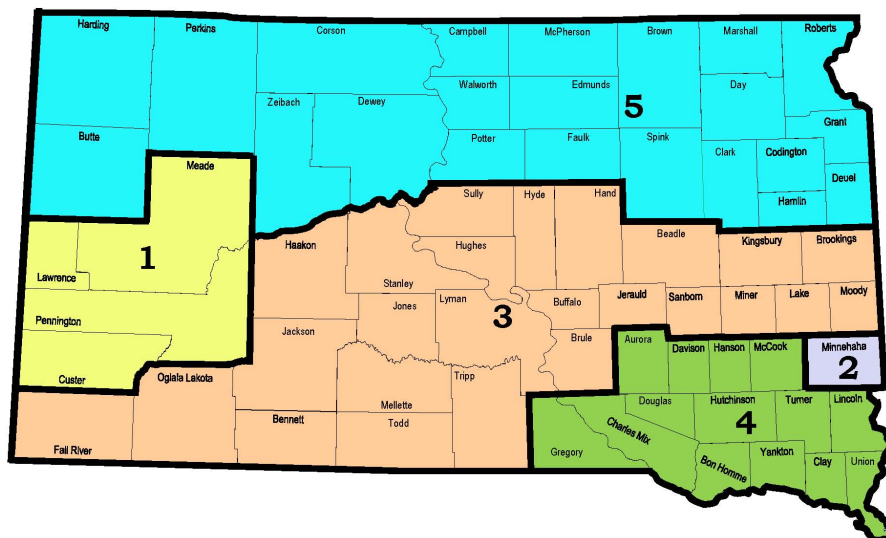 Harding
Perkins
Corson
Campbell
McPherson
Brown
Marshall
Roberts
Walworth
Edmunds
Day
Zeibach
Dewey
5
Grant
Butte
Potter
Faulk
Spink
Clark
Codington
Deuel
Hamlin
Meade
Sully
Hyde
Hand
Lawrence
1
Haakon
Hughes
Beadle
Kingsbury
Brookings
Stanley
Pennington
Jackson
Jones
Lyman
3
Buffalo
Jerauld
Sanborn
Miner
Lake
Moody
Brule
Aurora
Davison
Hanson
McCook
Minnehaha
2
Custer
Oglala Lakota
Tripp
Mellette
Bennett
Todd
Fall River
Douglas
Hutchinson
Turner
Lincoln
4
Charles Mix
Gregory
Bon Homme
Yankton
Clay
Union